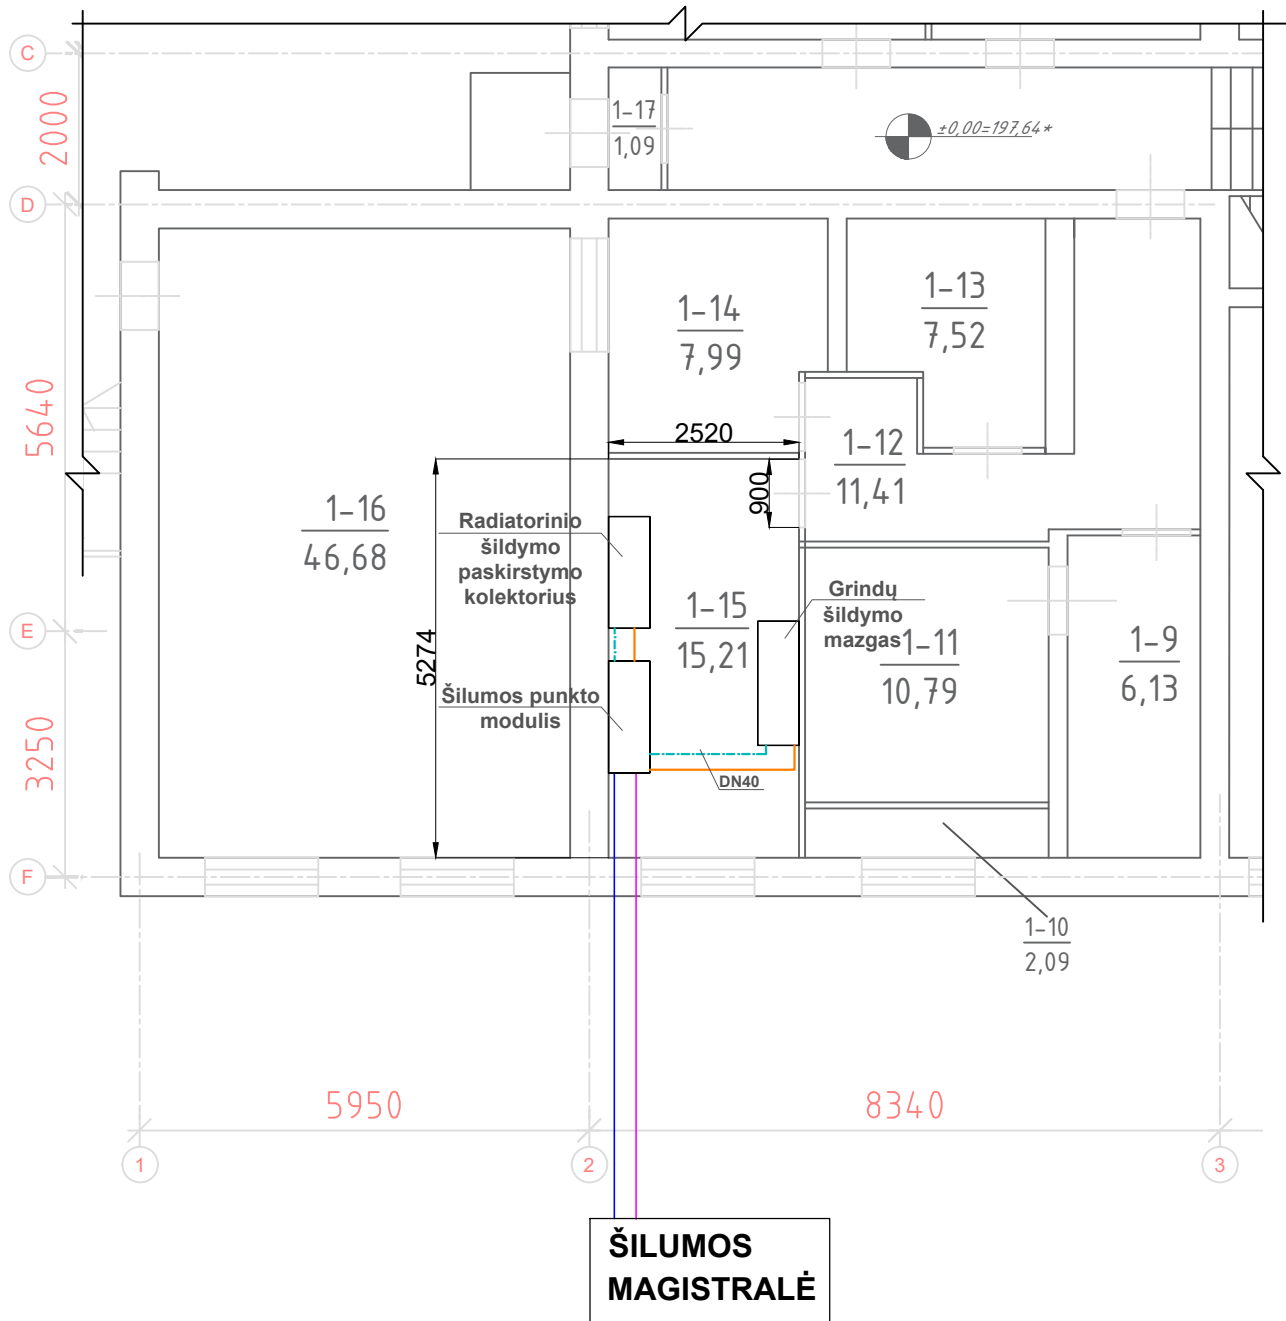 C
2000
1-17
1,09
±0,00=197,64*
D
1-14
7,99
1-13
7,52
5640
2520
1-12
11,41
900
1-16
46,68
Radiatorinio
šildymo
paskirstymo
kolektorius
Grindų
šildymo
mazgas
1-15
15,21
E
1-11
10,79
1-9
6,13
5274
Šilumos punkto
modulis
3250
DN40
F
1-10
2,09
5950
8340
1
2
3
ŠILUMOS
MAGISTRALĖ